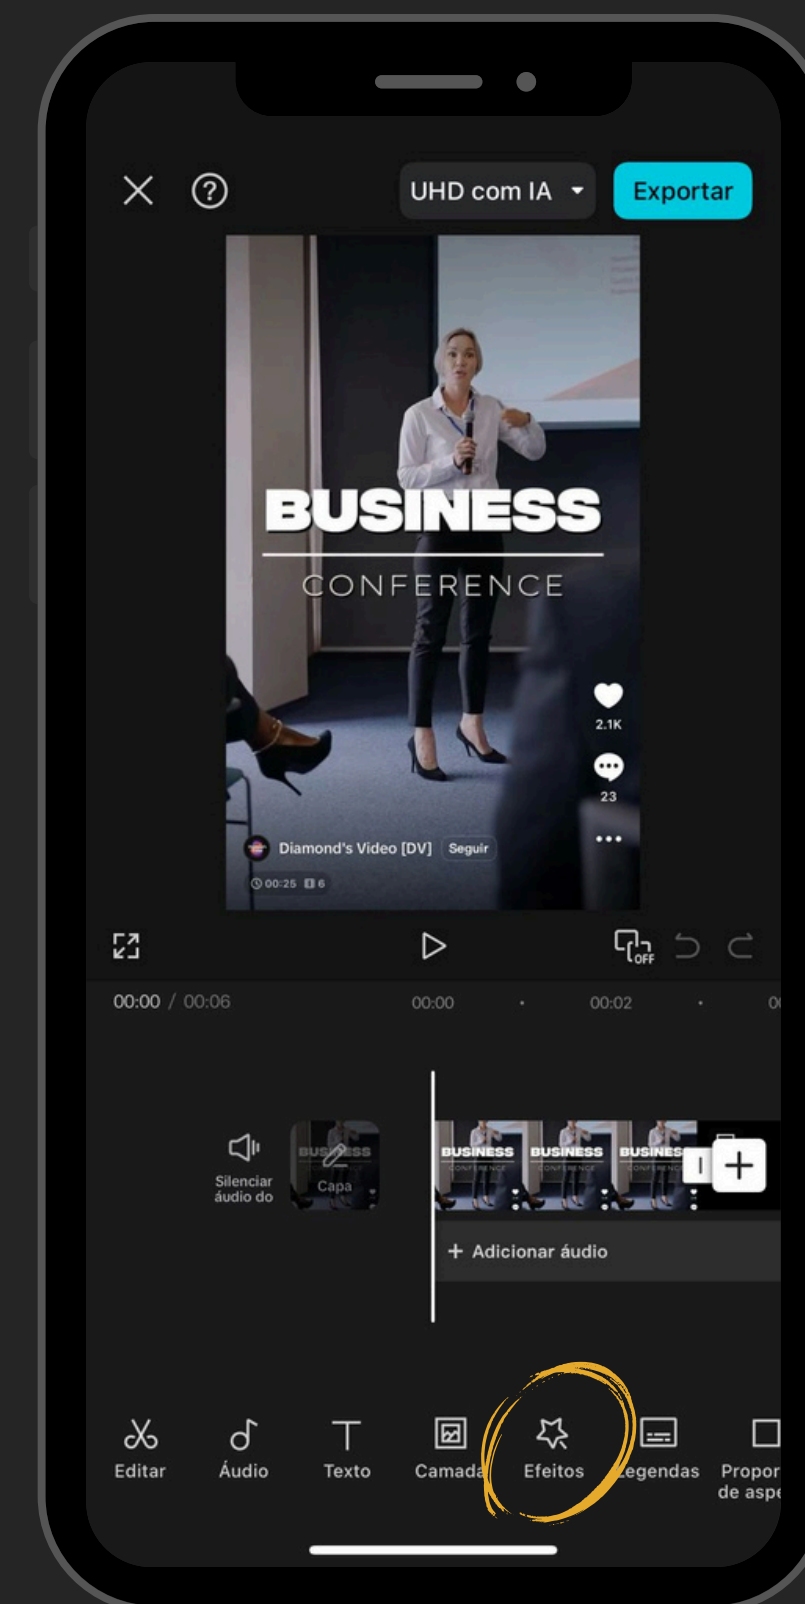 UHD com IA
Exportar
BUSINESS
CONFERENCE
2.1K
23
Diamond's Video [DV] Seguir
00:25 6
OFF
00:00 / 00:06
00:00
00:02
Silenciar
áudio do
Capa
BUSINESS
CONFERENCE
BUSINESS
CONFERENCE
BUSINESS
CONFERENCE
+ Adicionar áudio
Editar
Áudio
Texto
Camada
Efeitos
Legendas
Propor
de aspe